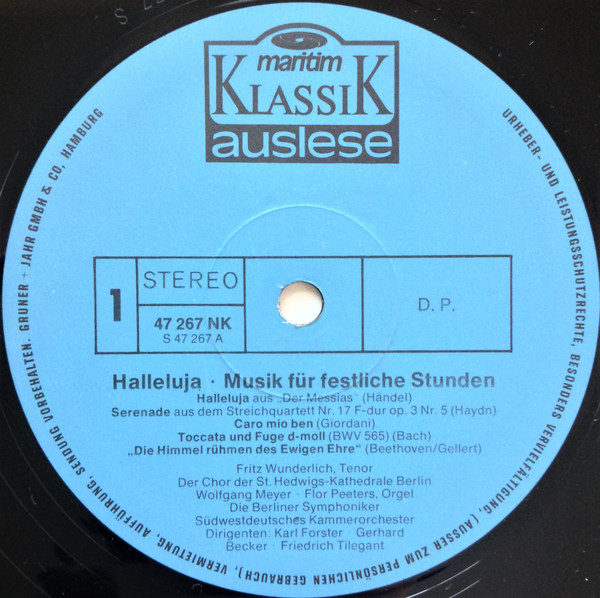 maritim
KLASSIK
auslese
1
STEREO
47 267 NK
S 47 267 A
D. P.
Halleluja · Musik für festliche Stunden
Halleluja aus „Der Messias“ (Händel)
Serenade aus dem Streichquartett Nr. 17 F-dur op. 3 Nr. 5 (Haydn)
Caro mio ben (Giordani)
Toccata und Fuge d-moll (BWV 565) (Bach)
„Die Himmel rühmen des Ewigen Ehre“ (Beethoven/Gellert)
Fritz Wunderlich, Tenor
Der Chor der St. Hedwigs-Kathedrale Berlin
Wolfgang Meyer · Flor Peeters, Orgel
Die Berliner Symphoniker
Südwestdeutsches Kammerorchester
Dirigenten: Karl Forster · Gerhard
Becker · Friedrich Tilegant
URHEBER- UND LEISTUNGSSCHUTZRECHTE, BESONDERS VERVIELFÄLTIGUNG, (AUSSER ZUM PERSÖNLICHEN GEBRAUCH), VERMIETUNG, AUFFÜHRUNG, SENDUNG VORBEHALTEN. GRUNER + JAHR GMBH & CO, HAMBURG